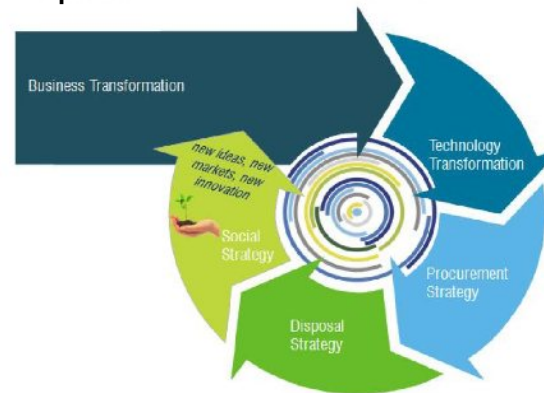 Business Transformation
Technology
Transformation
Procurement
Strategy
Disposal
Strategy
Social
Strategy
new ideas, new
markets, new
innovation